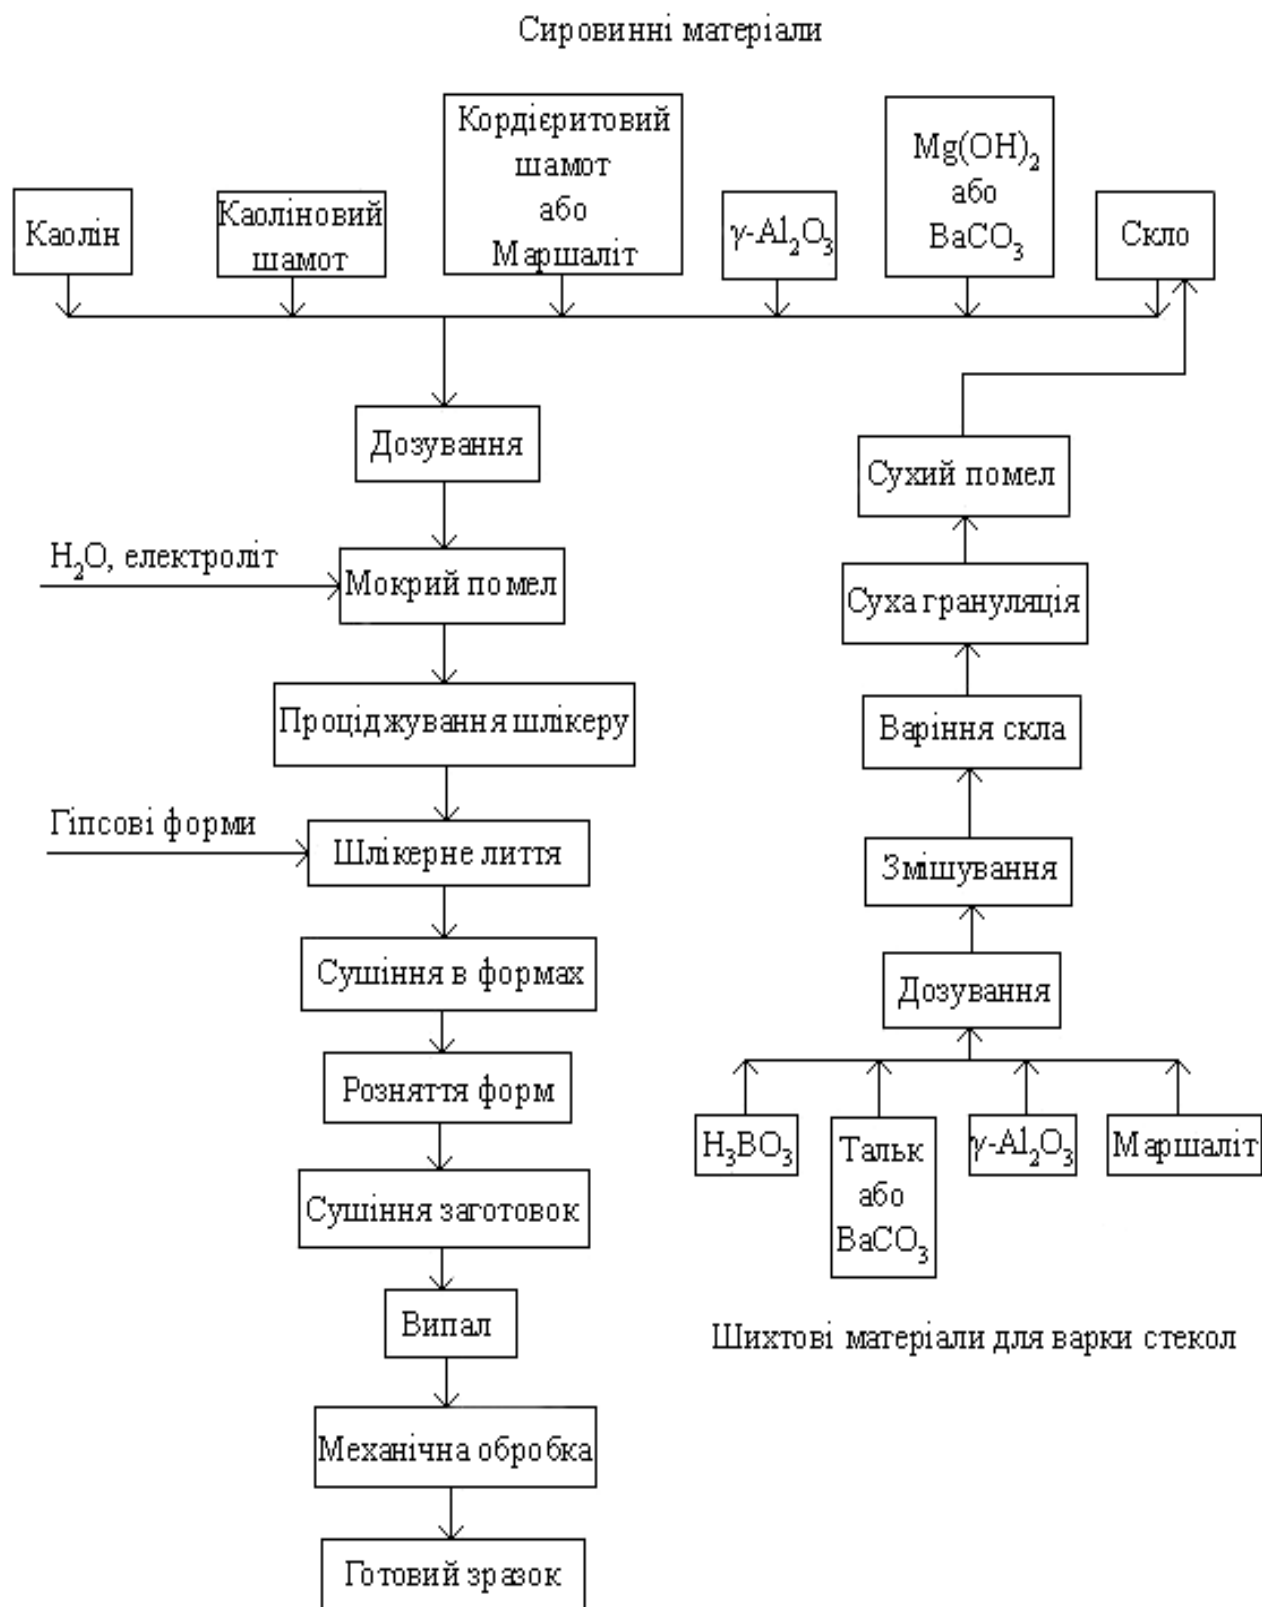 Сировинні матеріали
Каолін
Каоліновий
шамот
Кордієритовий
шамот
або
Маршаліт
γ-Al₂O₃
Mg(OH)₂
або
BaCO₃
Скло
Дозування
H₂O, електроліт
Мокрий помел
Проціджування шлікеру
Гіпсові форми
Шлікерне лиття
Сушіння в формах
Розняття форм
Сушіння заготовок
Випал
Механічна обробка
Готовий зразок
Сухий помел
Суха грануляція
Варіння скла
Змішування
Дозування
H₃BO₃
Тальк
або
BaCO₃
γ-Al₂O₃
Маршаліт
Шихтові матеріали для варки стекол